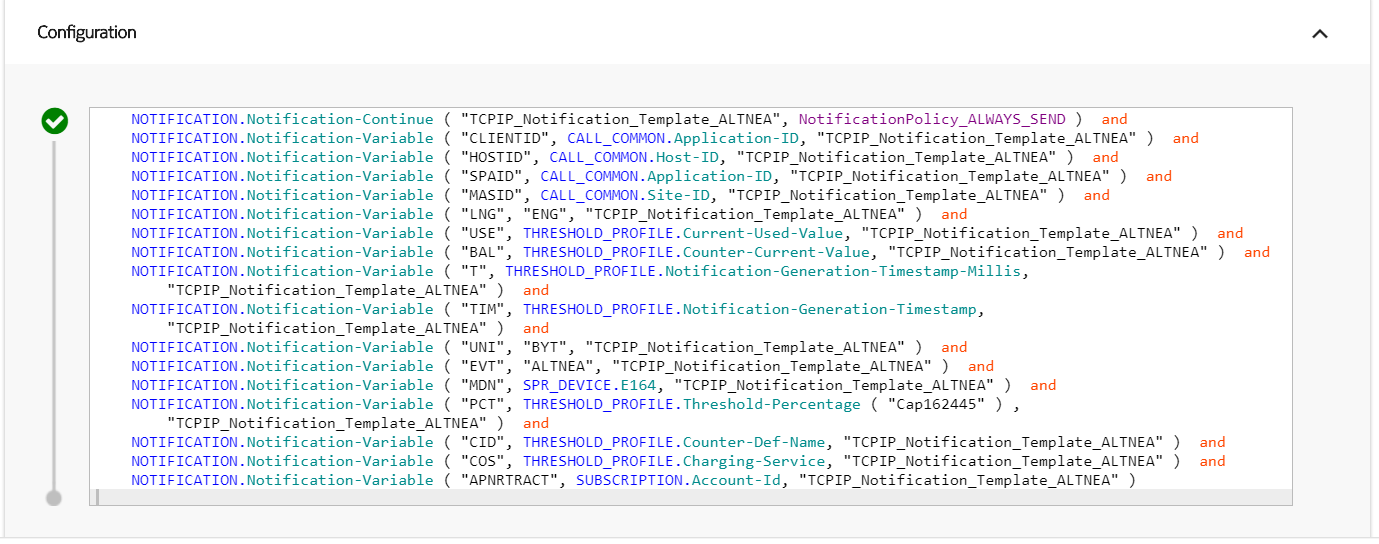 Configuration
NOTIFICATION.Notification-Continue ( "TCPIP_Notification_Template_ALTNEA", NotificationPolicy_ALWAYS_SEND ) and
NOTIFICATION.Notification-Variable ( "CLIENTID", CALL_COMMON.Application-ID, "TCPIP_Notification_Template_ALTNEA" ) and
NOTIFICATION.Notification-Variable ( "HOSTID", CALL_COMMON.Host-ID, "TCPIP_Notification_Template_ALTNEA" ) and
NOTIFICATION.Notification-Variable ( "SPAID", CALL_COMMON.Application-ID, "TCPIP_Notification_Template_ALTNEA" ) and
NOTIFICATION.Notification-Variable ( "MASID", CALL_COMMON.Site-ID, "TCPIP_Notification_Template_ALTNEA" ) and
NOTIFICATION.Notification-Variable ( "LNG", "ENG", "TCPIP_Notification_Template_ALTNEA" ) and
NOTIFICATION.Notification-Variable ( "USE", THRESHOLD_PROFILE.Current-Used-Value, "TCPIP_Notification_Template_ALTNEA" ) and
NOTIFICATION.Notification-Variable ( "BAL", THRESHOLD_PROFILE.Counter-Current-Value, "TCPIP_Notification_Template_ALTNEA" ) and
NOTIFICATION.Notification-Variable ( "T", THRESHOLD_PROFILE.Notification-Generation-Timestamp-Millis,
"TCPIP_Notification_Template_ALTNEA" ) and
NOTIFICATION.Notification-Variable ( "TIM", THRESHOLD_PROFILE.Notification-Generation-Timestamp,
"TCPIP_Notification_Template_ALTNEA" ) and
NOTIFICATION.Notification-Variable ( "UNI", "BYT", "TCPIP_Notification_Template_ALTNEA" ) and
NOTIFICATION.Notification-Variable ( "EVT", "ALTNEA", "TCPIP_Notification_Template_ALTNEA" ) and
NOTIFICATION.Notification-Variable ( "MDN", SPR_DEVICE.E164, "TCPIP_Notification_Template_ALTNEA" ) and
NOTIFICATION.Notification-Variable ( "PCT", THRESHOLD_PROFILE.Threshold-Percentage ( "Cap162445" ) ,
"TCPIP_Notification_Template_ALTNEA" ) and
NOTIFICATION.Notification-Variable ( "CID", THRESHOLD_PROFILE.Counter-Def-Name, "TCPIP_Notification_Template_ALTNEA" ) and
NOTIFICATION.Notification-Variable ( "COS", THRESHOLD_PROFILE.Charging-Service, "TCPIP_Notification_Template_ALTNEA" ) and
NOTIFICATION.Notification-Variable ( "APNRTRACT", SUBSCRIPTION.Account-Id, "TCPIP_Notification_Template_ALTNEA" )